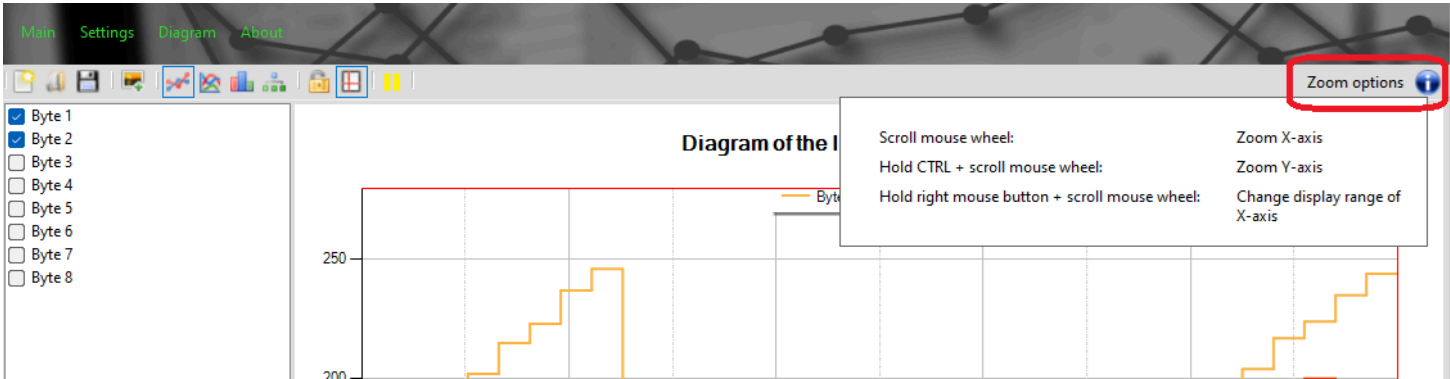 Main Settings Diagram About
Zoom options
Byte 1
Byte 2
Byte 3
Byte 4
Byte 5
Byte 6
Byte 7
Byte 8
Diagram of the
Scroll mouse wheel: Zoom X-axis
Hold CTRL + scroll mouse wheel: Zoom Y-axis
Hold right mouse button + scroll mouse wheel: Change display range of
X-axis
Byte
250
200